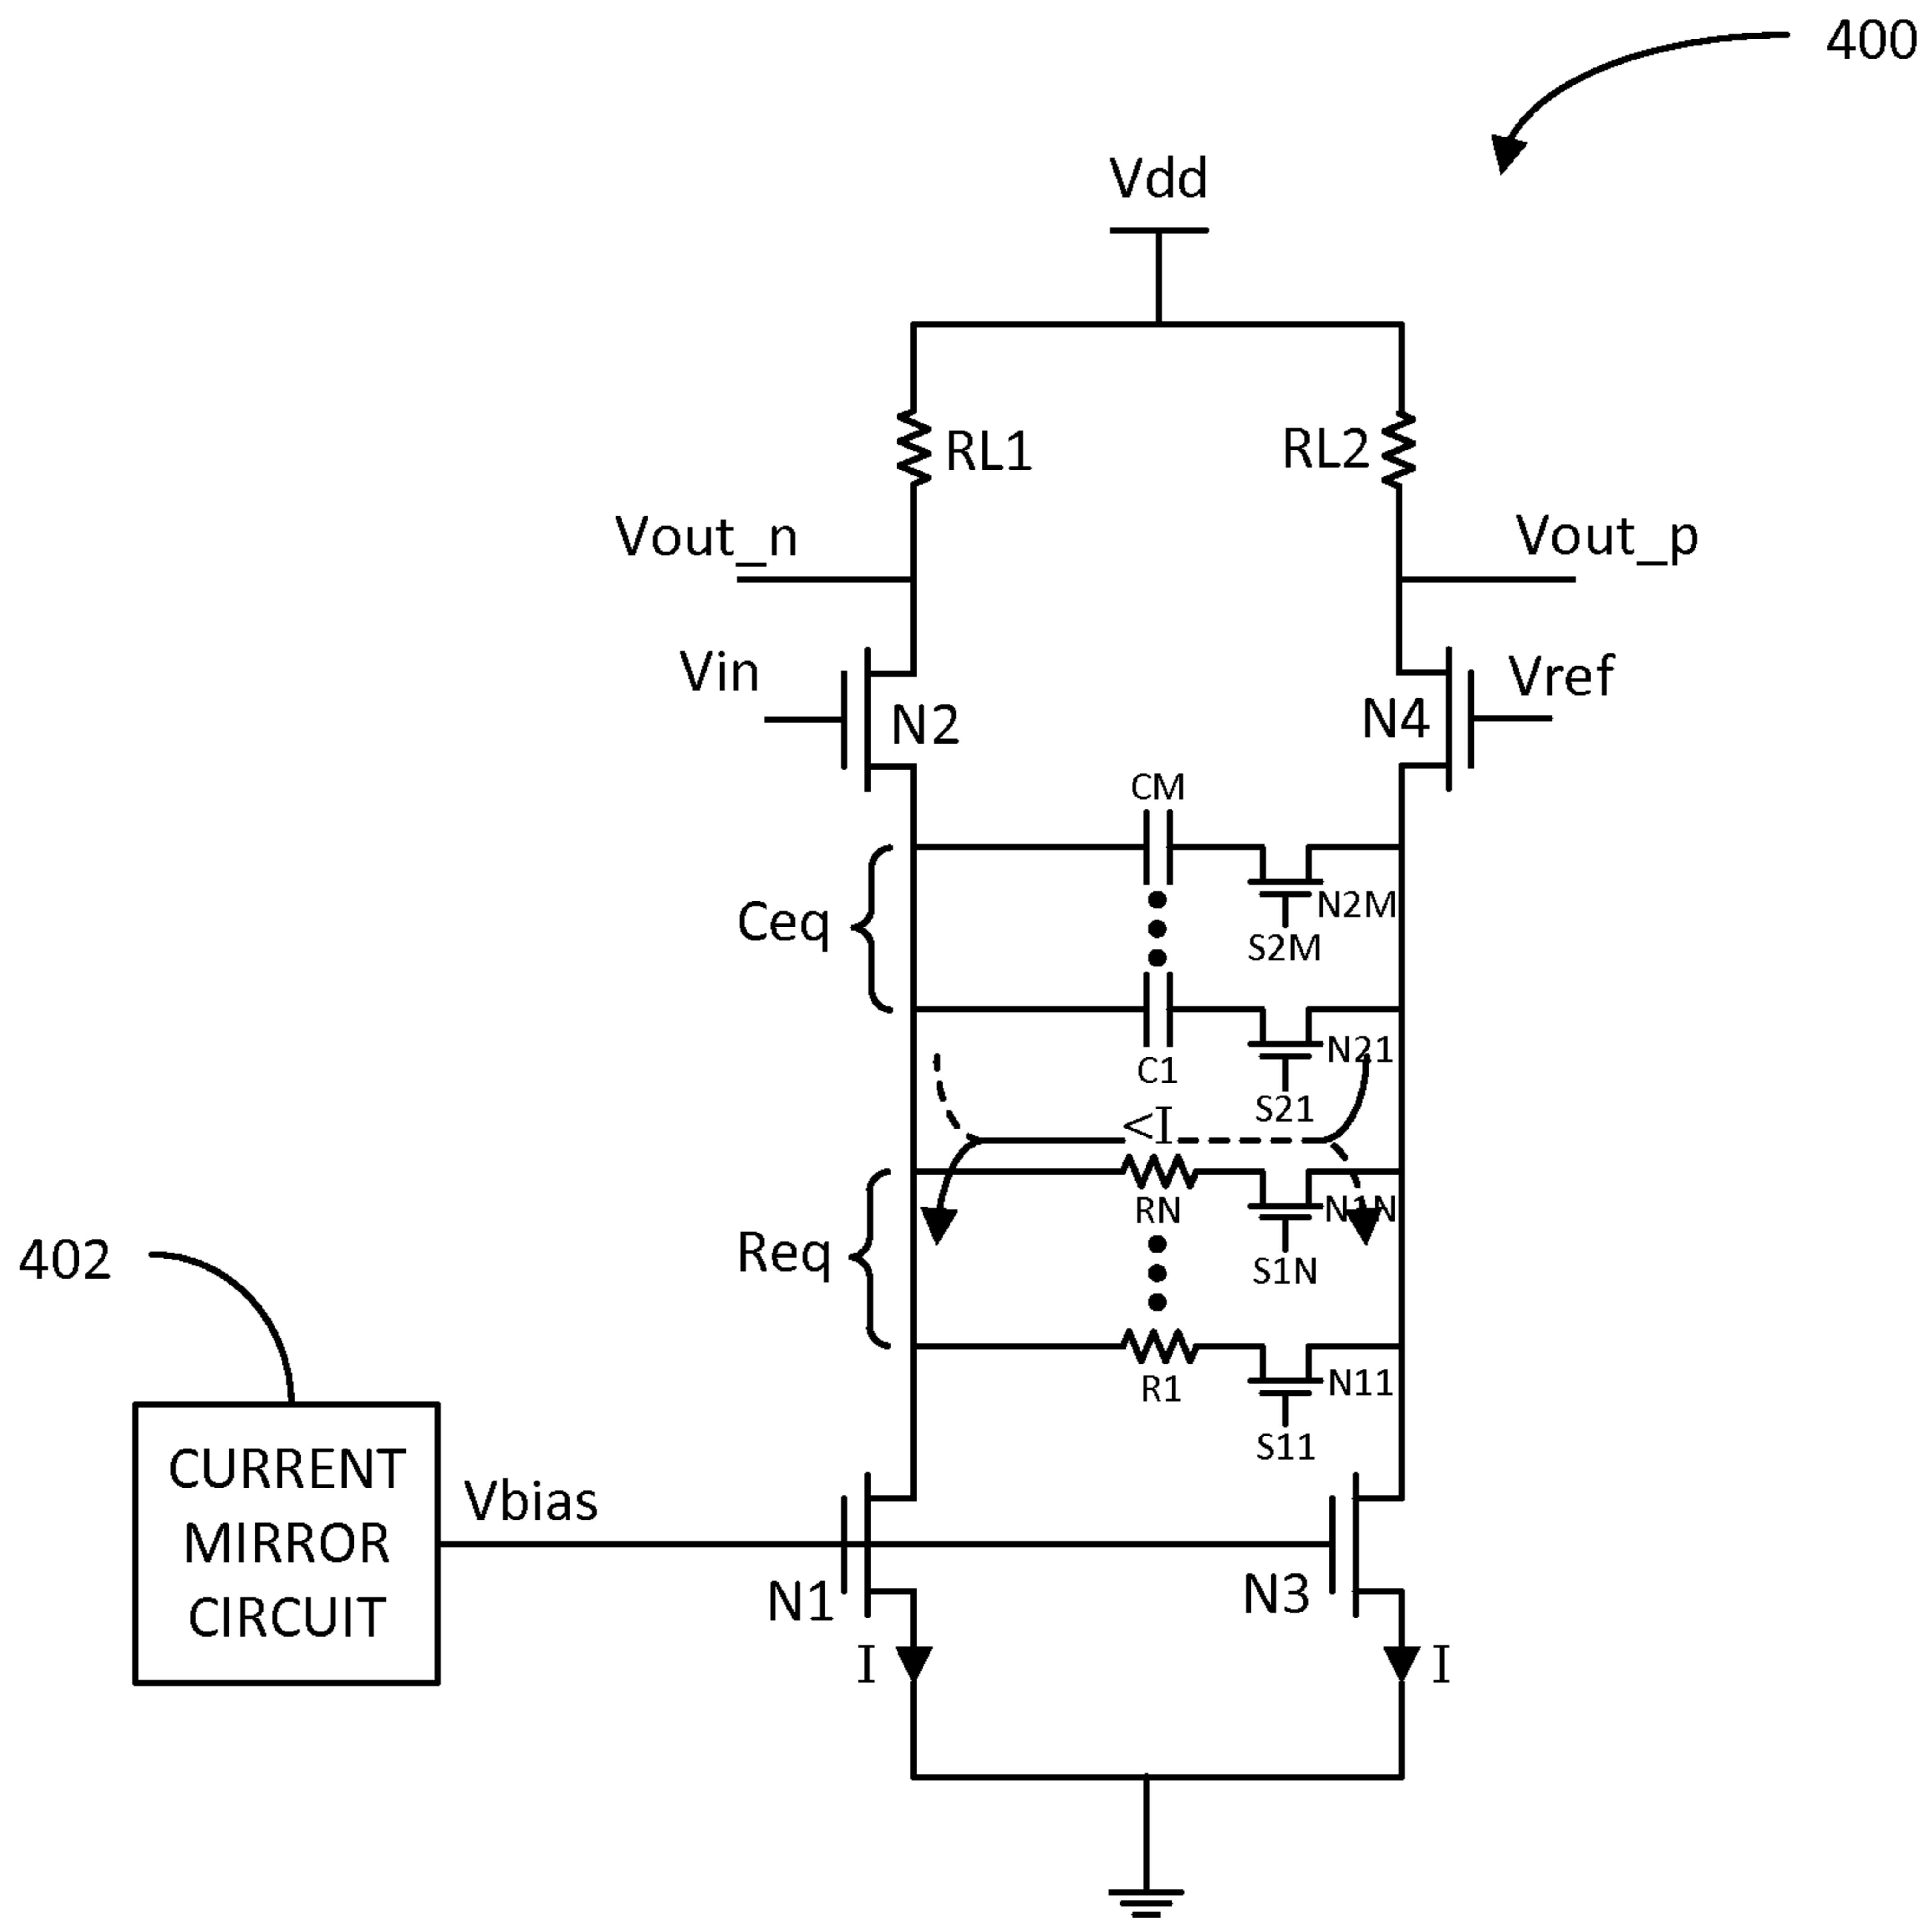 400
Vdd
RL1
RL2
Vout_n
Vout_p
Vin
N2
N4
Vref
CM
N2M
S2M
Ceq
C1
N21
S21
<I
RN
N1N
S1N
Req
402
R1
N11
S11
CURRENT
MIRROR
CIRCUIT
Vbias
N1
N3
I
I